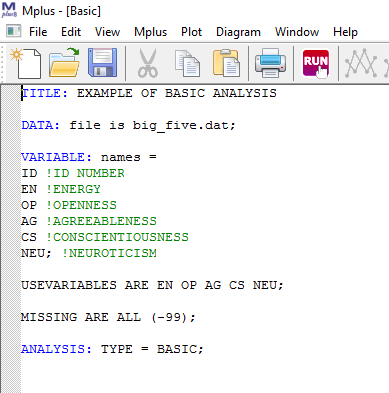 Mplus - [Basic]
File Edit View Mplus Plot Diagram Window Help
RUN
TITLE: EXAMPLE OF BASIC ANALYSIS
DATA: file is big_five.dat;
VARIABLE: names =
ID !ID NUMBER
EN !ENERGY
OP !OPENNESS
AG !AGREEABLENESS
CS !CONSCIENTIOUSNESS
NEU; !NEUROTICISM
USEVARIABLES ARE EN OP AG CS NEU;
MISSING ARE ALL (-99);
ANALYSIS: TYPE = BASIC;